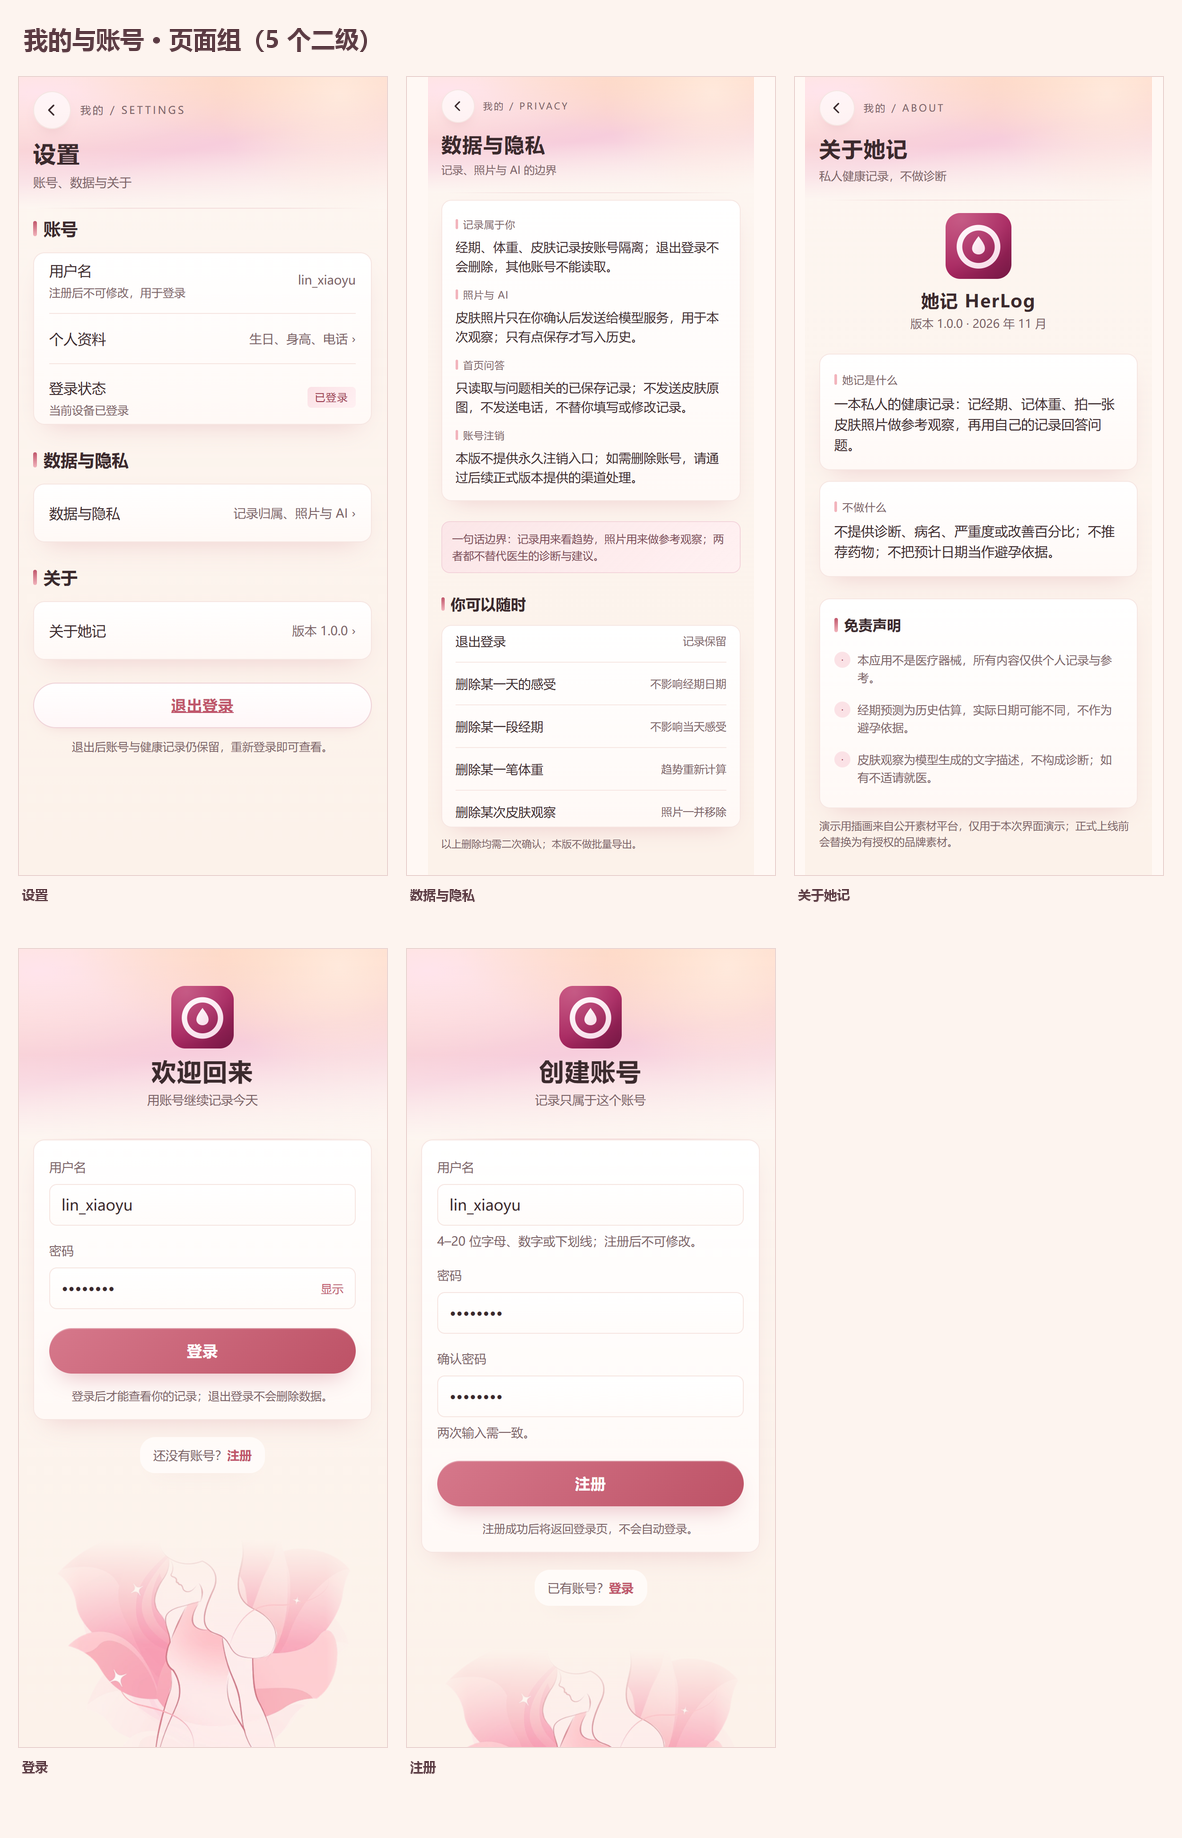 我的与账号 · 页面组（5 个二级）
我的 / SETTINGS
设置
账号、数据与关于
账号
用户名
注册后不可修改，用于登录
lin_xiaoyu
个人资料
生日、身高、电话 ›
登录状态
当前设备已登录
已登录
数据与隐私
数据与隐私
记录归属、照片与 AI ›
关于
关于她记
版本 1.0.0 ›
退出登录
退出后账号与健康记录仍保留，重新登录即可查看。
设置
我的 / PRIVACY
数据与隐私
记录、照片与 AI 的边界
记录属于你
经期、体重、皮肤记录按账号隔离；退出登录不
会删除，其他账号不能读取。
照片与 AI
皮肤照片只在你确认后发送给模型服务，用于本
次观察；只有点保存才写入历史。
首页问答
只读取与问题相关的已保存记录；不发送皮肤原
图，不发送电话，不替你填写或修改记录。
账号注销
本版不提供永久注销入口；如需删除账号，请通
过后续正式版本提供的渠道处理。
一句话边界：记录用来看趋势，照片用来做参考观察；两
者都不替代医生的诊断与建议。
你可以随时
退出登录
记录保留
删除某一天的感受
不影响经期日期
删除某一段经期
不影响当天感受
删除某一笔体重
趋势重新计算
删除某次皮肤观察
照片一并移除
以上删除均需二次确认；本版不做批量导出。
数据与隐私
我的 / ABOUT
关于她记
私人健康记录，不做诊断
她记 HerLog
版本 1.0.0 · 2026 年 11 月
她记是什么
一本私人的健康记录：记经期、记体重、拍一张
皮肤照片做参考观察，再用自己的记录回答问
题。
不做什么
不提供诊断、病名、严重度或改善百分比；不推
荐药物；不把预计日期当作避孕依据。
免责声明
· 本应用不是医疗器械，所有内容仅供个人记录与参
考。
· 经期预测为历史估算，实际日期可能不同，不作为
避孕依据。
· 皮肤观察为模型生成的文字描述，不构成诊断；如
有不适请就医。
演示用插画来自公开素材平台，仅用于本次界面演示；正式上线前
会替换为有授权的品牌素材。
关于她记
欢迎回来
用账号继续记录今天
用户名
lin_xiaoyu
密码
••••••••
显示
登录
登录后才能查看你的记录；退出登录不会删除数据。
还没有账号？注册
登录
创建账号
记录只属于这个账号
用户名
lin_xiaoyu
4–20 位字母、数字或下划线；注册后不可修改。
密码
••••••••
确认密码
••••••••
两次输入需一致。
注册
注册成功后将返回登录页，不会自动登录。
已有账号？登录
注册